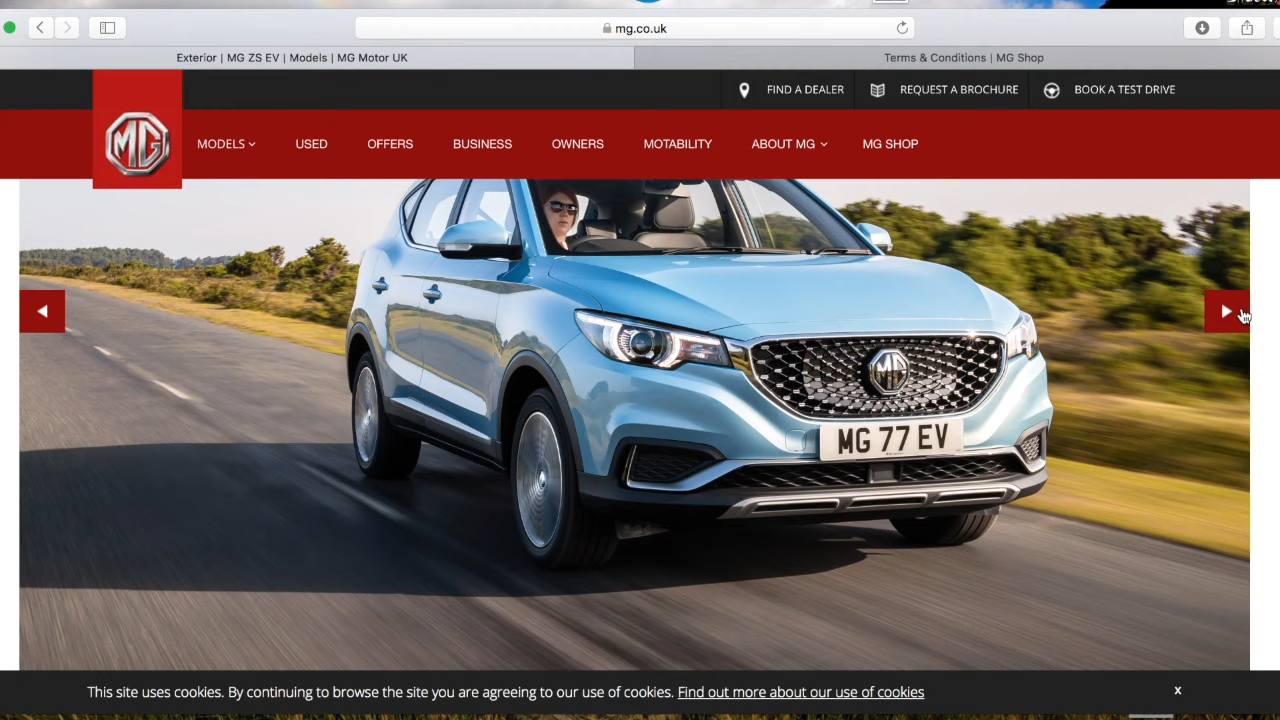 mg.co.uk
Exterior | MG ZS EV | Models | MG Motor UK
Terms & Conditions | MG Shop
FIND A DEALER
REQUEST A BROCHURE
BOOK A TEST DRIVE
MG
MODELS
USED
OFFERS
BUSINESS
OWNERS
MOTABILITY
ABOUT MG
MG SHOP
MG
MG 77 EV
This site uses cookies. By continuing to browse the site you are agreeing to our use of cookies. Find out more about our use of cookies
x